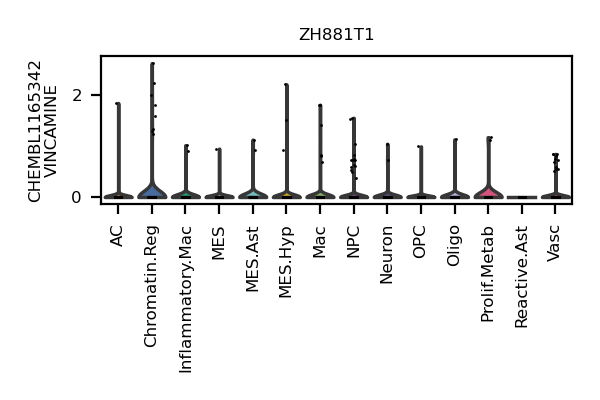 ZH881T1
CHEMBL1165342
VINCAMINE
2
0
AC
Chromatin.Reg
Inflammatory.Mac
MES
MES.Ast
MES.Hyp
Mac
NPC
Neuron
OPC
Oligo
Prolif.Metab
Reactive.Ast
Vasc